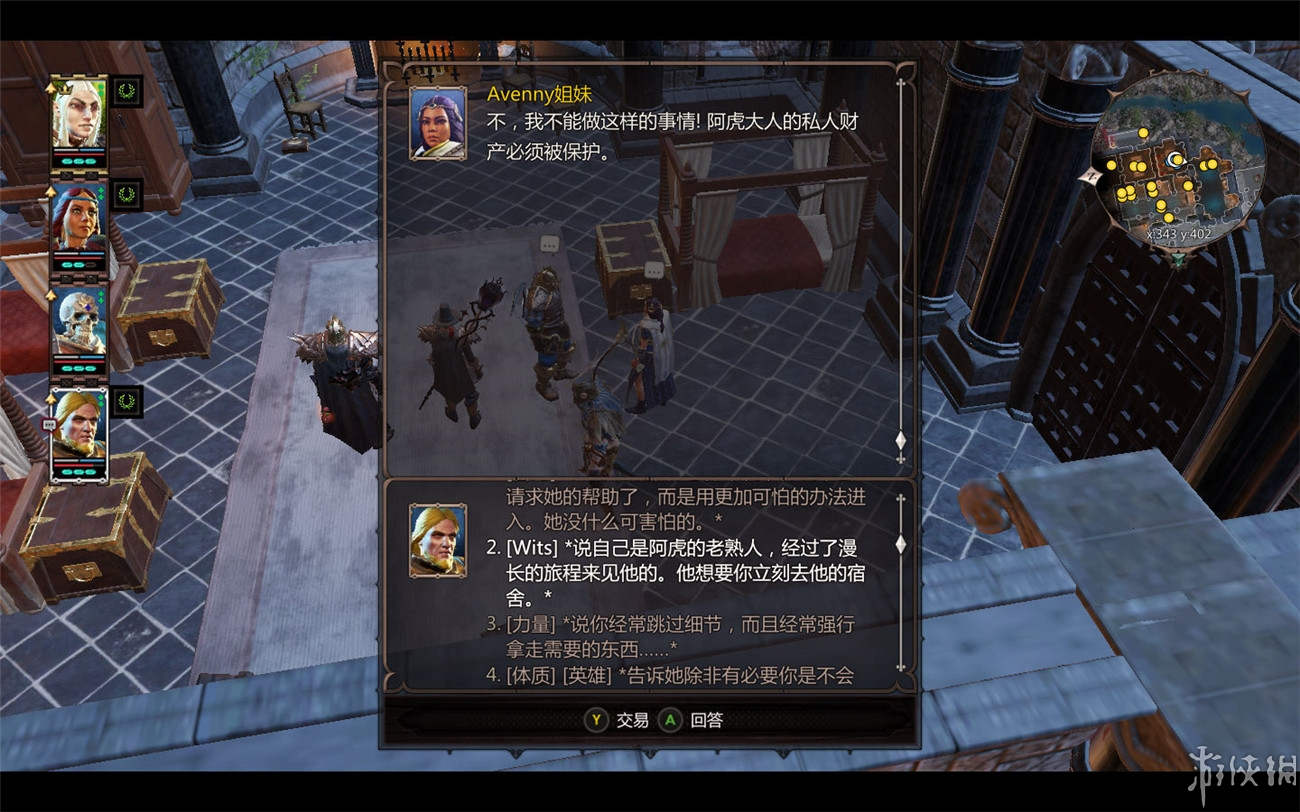 Avenny姐妹
不，我不能做这样的事情! 阿虎大人的私人财
产必须被保护。
请求她的帮助了，而是用更加可怕的办法进
入。她没什么可害怕的。*
2. [Wits] *说自己是阿虎的老熟人，经过了漫
长的旅程来见他的。他想要你立刻去他的宿
舍。*
3. [力量] *说你经常跳过细节，而且经常强行
拿走需要的东西......*
4. [体质] [英雄] *告诉她除非有必要你是不会
Y 交易 A 回答
x:343 y:402
游侠网